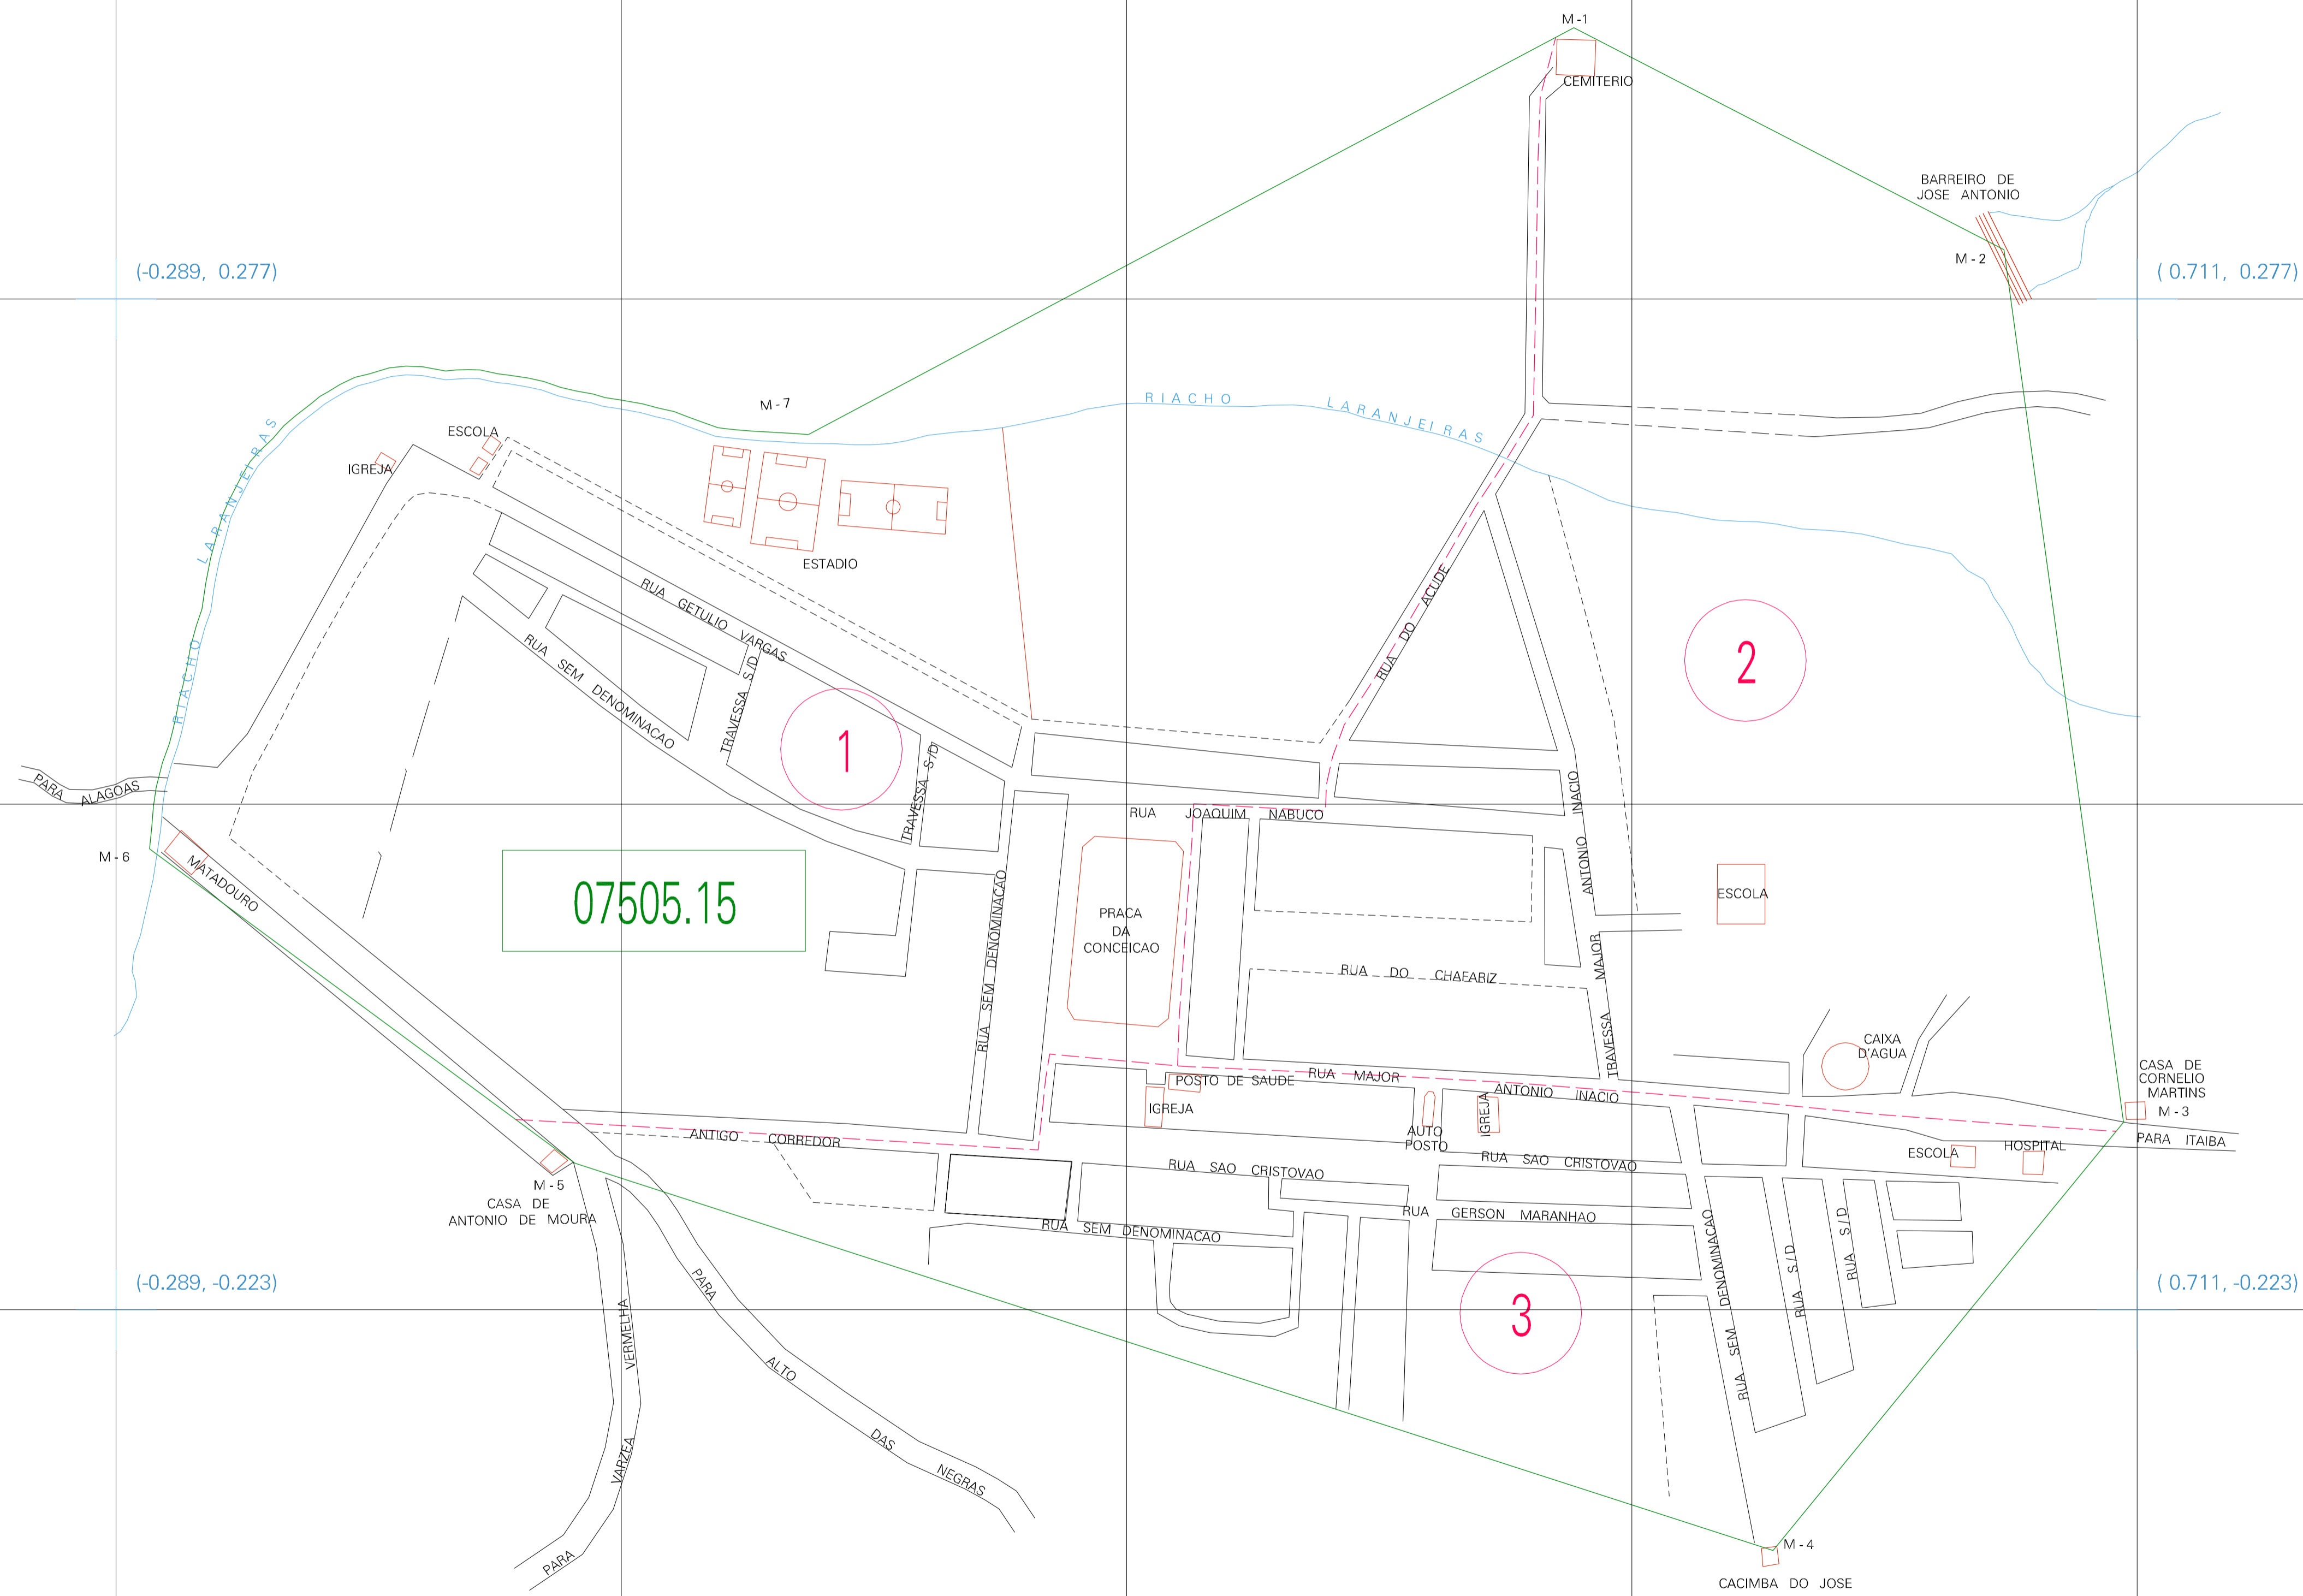 M - 1
CEMITERIO
BARREIRO DE
JOSE ANTONIO
M - 2
(-0.289, 0.277)
( 0.711, 0.277)
RIACHO LARANJEIRAS
M - 7
ESCOLA
IGREJA
RIACHO LARANJEIRAS
ESTADIO
RUA GETULIO VARGAS
RUA DO ACUDE
RUA SEM DENOMINACAO
TRAVESSA S/D
1
2
TRAVESSA S/D
PARA ALAGOAS
RUA JOAQUIM NABUCO
M - 6
MATADOURO
07505.15
RUA SEM DENOMINACAO
PRACA
DA
CONCEICAO
TRAVESSA MAJOR ANTONIO INACIO
ESCOLA
RUA DO CHAFARIZ
CAIXA
D'AGUA
CASA DE
CORNELIO
MARTINS
M - 3
POSTO DE SAUDE
RUA MAJOR ANTONIO INACIO
IGREJA
IGREJA
AUTO
POSTO
ANTIGO CORREDOR
PARA ITAIBA
HOSPITAL
ESCOLA
RUA SAO CRISTOVAO
RUA SAO CRISTOVAO
M - 5
CASA DE
ANTONIO DE MOURA
RUA SEM DENOMINACAO
RUA GERSON MARANHAO
RUA SEM DENOMINACAO
RUA S/D
RUA S/D
(-0.289, -0.223)
( 0.711, -0.223)
3
PARA VARZEA VERMELHA
PARA ALTO DAS NEGRAS
M - 4
CACIMBA DO JOSE